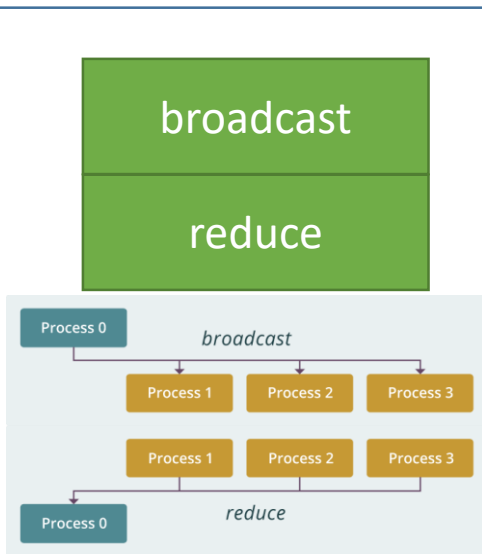 broadcast
reduce
Process 0
broadcast
Process 1 Process 2 Process 3
Process 1 Process 2 Process 3
reduce
Process 0